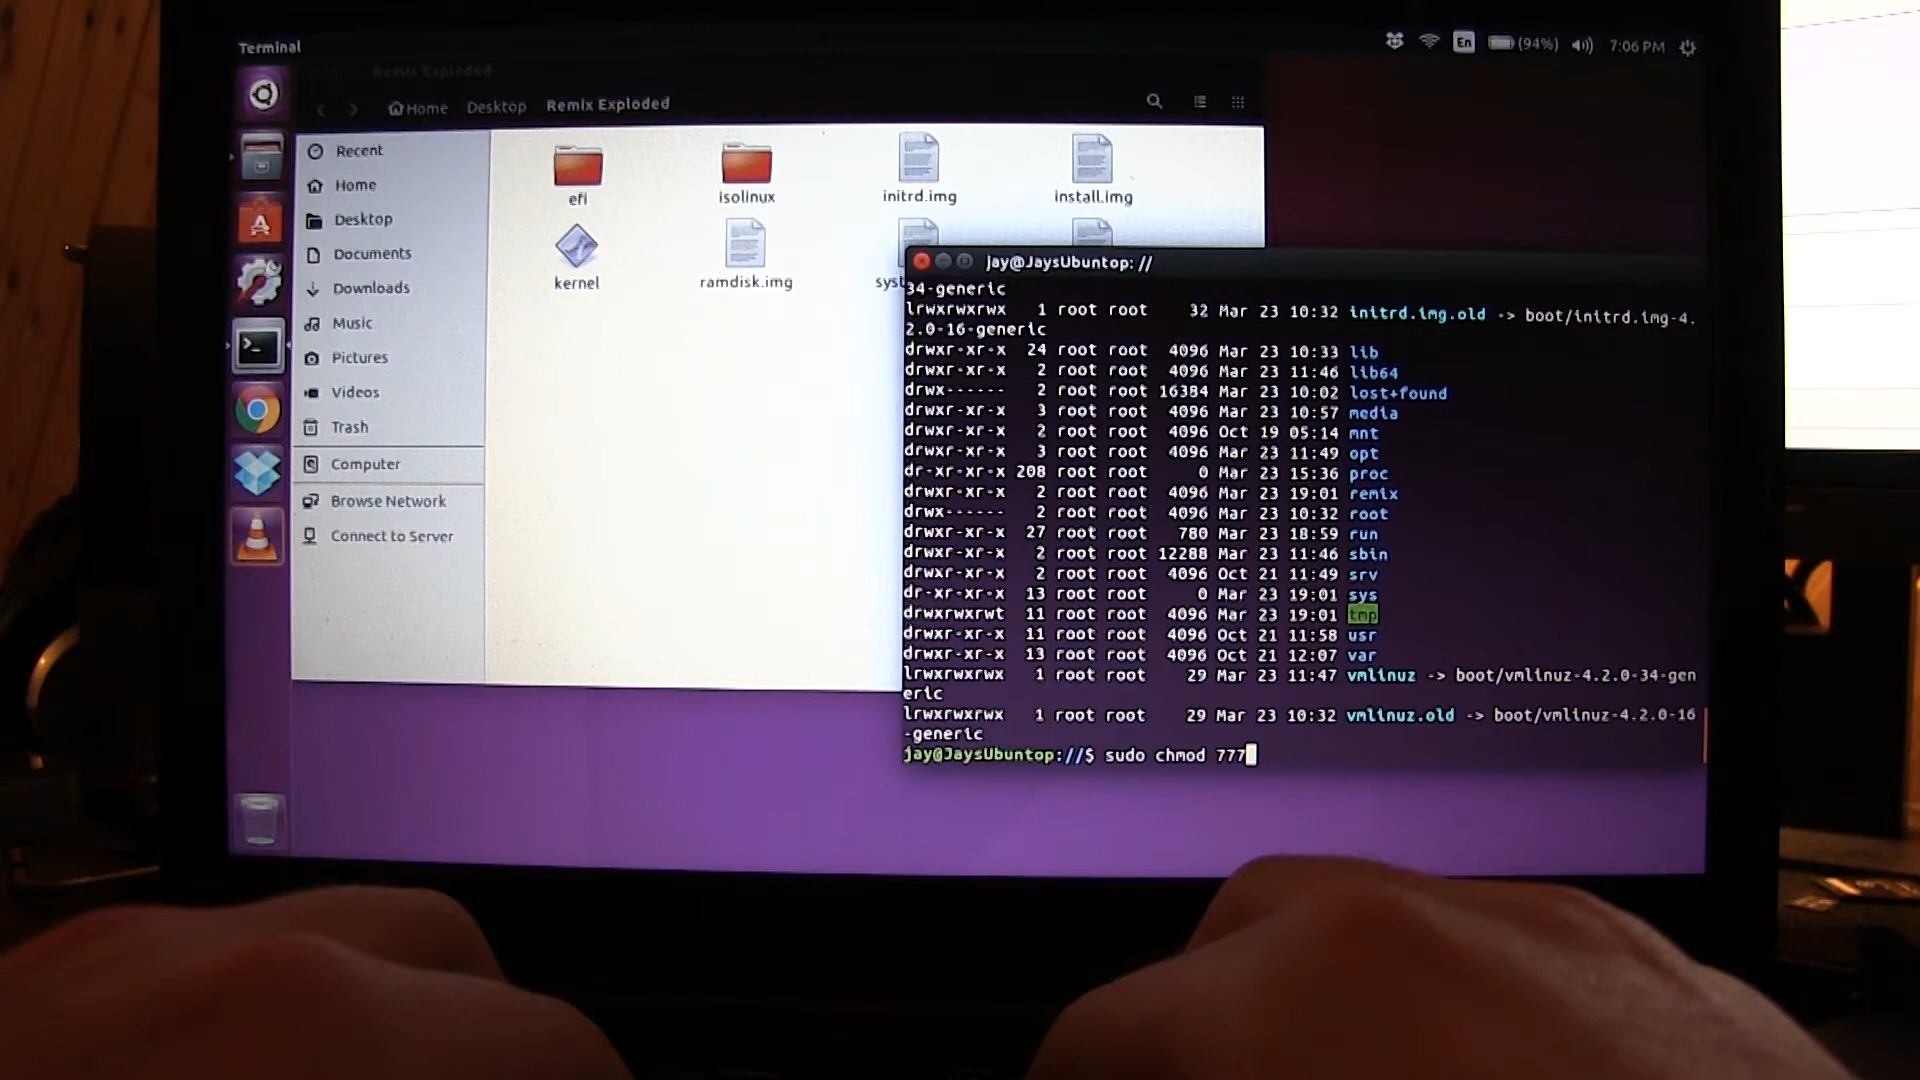 Terminal
En
(94%)
7:06 PM
Remix Exploded
Home
Desktop
Remix Exploded
Recent
Home
Desktop
Documents
Downloads
Music
Pictures
Videos
Trash
Computer
Browse Network
Connect to Server
efi
isolinux
initrd.img
install.img
kernel
ramdisk.img
syst
jay@JaysUbuntop: //
34-generic
lrwxrwxrwx 1 root root 32 Mar 23 10:32 initrd.img.old -> boot/initrd.img-4.
2.0-16-generic
drwxr-xr-x 24 root root 4096 Mar 23 10:33 lib
drwxr-xr-x 2 root root 4096 Mar 23 11:46 lib64
drwx------ 2 root root 16384 Mar 23 10:02 lost+found
drwxr-xr-x 3 root root 4096 Mar 23 10:57 media
drwxr-xr-x 2 root root 4096 Oct 19 05:14 mnt
drwxr-xr-x 3 root root 4096 Mar 23 11:49 opt
dr-xr-xr-x 208 root root 0 Mar 23 15:36 proc
drwxr-xr-x 2 root root 4096 Mar 23 19:01 remix
drwx------ 2 root root 4096 Mar 23 10:32 root
drwxr-xr-x 27 root root 780 Mar 23 18:59 run
drwxr-xr-x 2 root root 12288 Mar 23 11:46 sbin
drwxr-xr-x 2 root root 4096 Oct 21 11:49 srv
dr-xr-xr-x 13 root root 0 Mar 23 19:01 sys
drwxrwxrwt 11 root root 4096 Mar 23 19:01 tmp
drwxr-xr-x 11 root root 4096 Oct 21 11:58 usr
drwxr-xr-x 13 root root 4096 Oct 21 12:07 var
lrwxrwxrwx 1 root root 29 Mar 23 11:47 vmlinuz -> boot/vmlinuz-4.2.0-34-gen
eric
lrwxrwxrwx 1 root root 29 Mar 23 10:32 vmlinuz.old -> boot/vmlinuz-4.2.0-16
-generic
jay@JaysUbuntop://$ sudo chmod 777